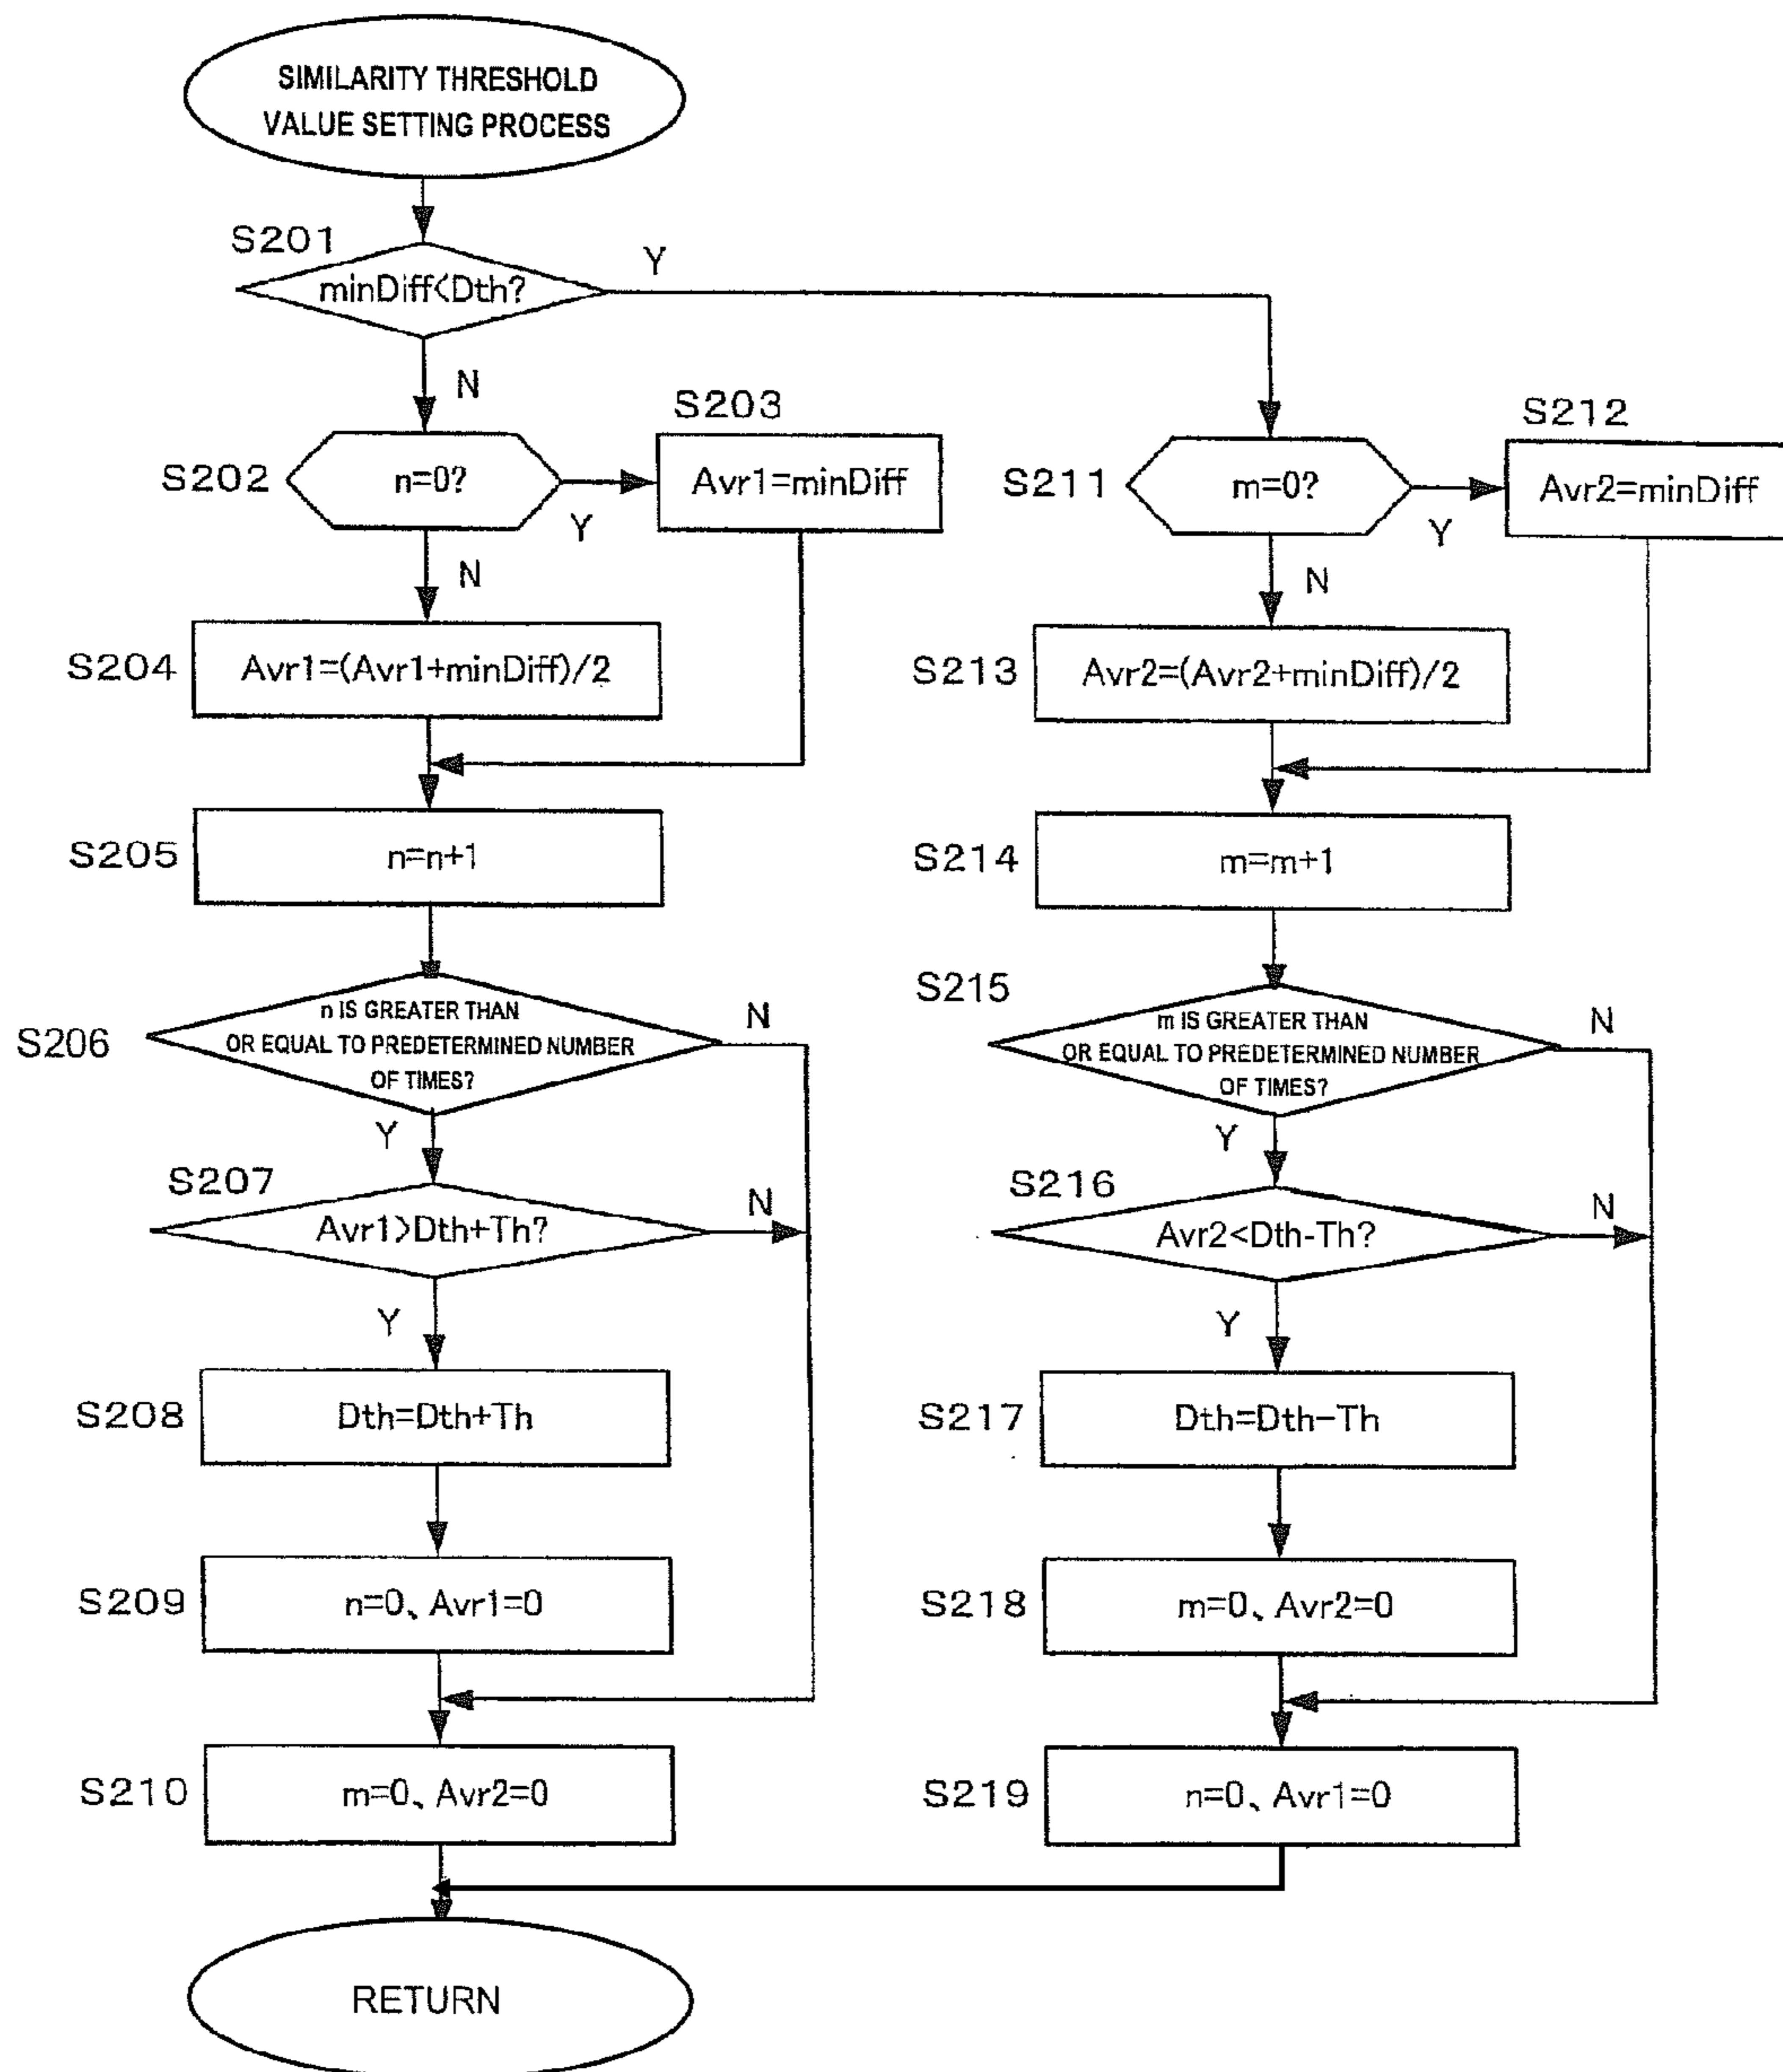 SIMILARITY THRESHOLD
VALUE SETTING PROCESS
S201
minDiff<Dth?
Y
N
S202
n=0?
Y
N
S203
Avr1=minDiff
S204
Avr1=(Avr1+minDiff)/2
S205
n=n+1
S206
n IS GREATER THAN
OR EQUAL TO PREDETERMINED NUMBER
OF TIMES?
N
Y
S207
Avr1>Dth+Th?
N
Y
S208
Dth=Dth+Th
S209
n=0、Avr1=0
S210
m=0、Avr2=0
S211
m=0?
Y
N
S212
Avr2=minDiff
S213
Avr2=(Avr2+minDiff)/2
S214
m=m+1
S215
m IS GREATER THAN
OR EQUAL TO PREDETERMINED NUMBER
OF TIMES?
N
Y
S216
Avr2<Dth-Th?
N
Y
S217
Dth=Dth-Th
S218
m=0、Avr2=0
S219
n=0、Avr1=0
RETURN